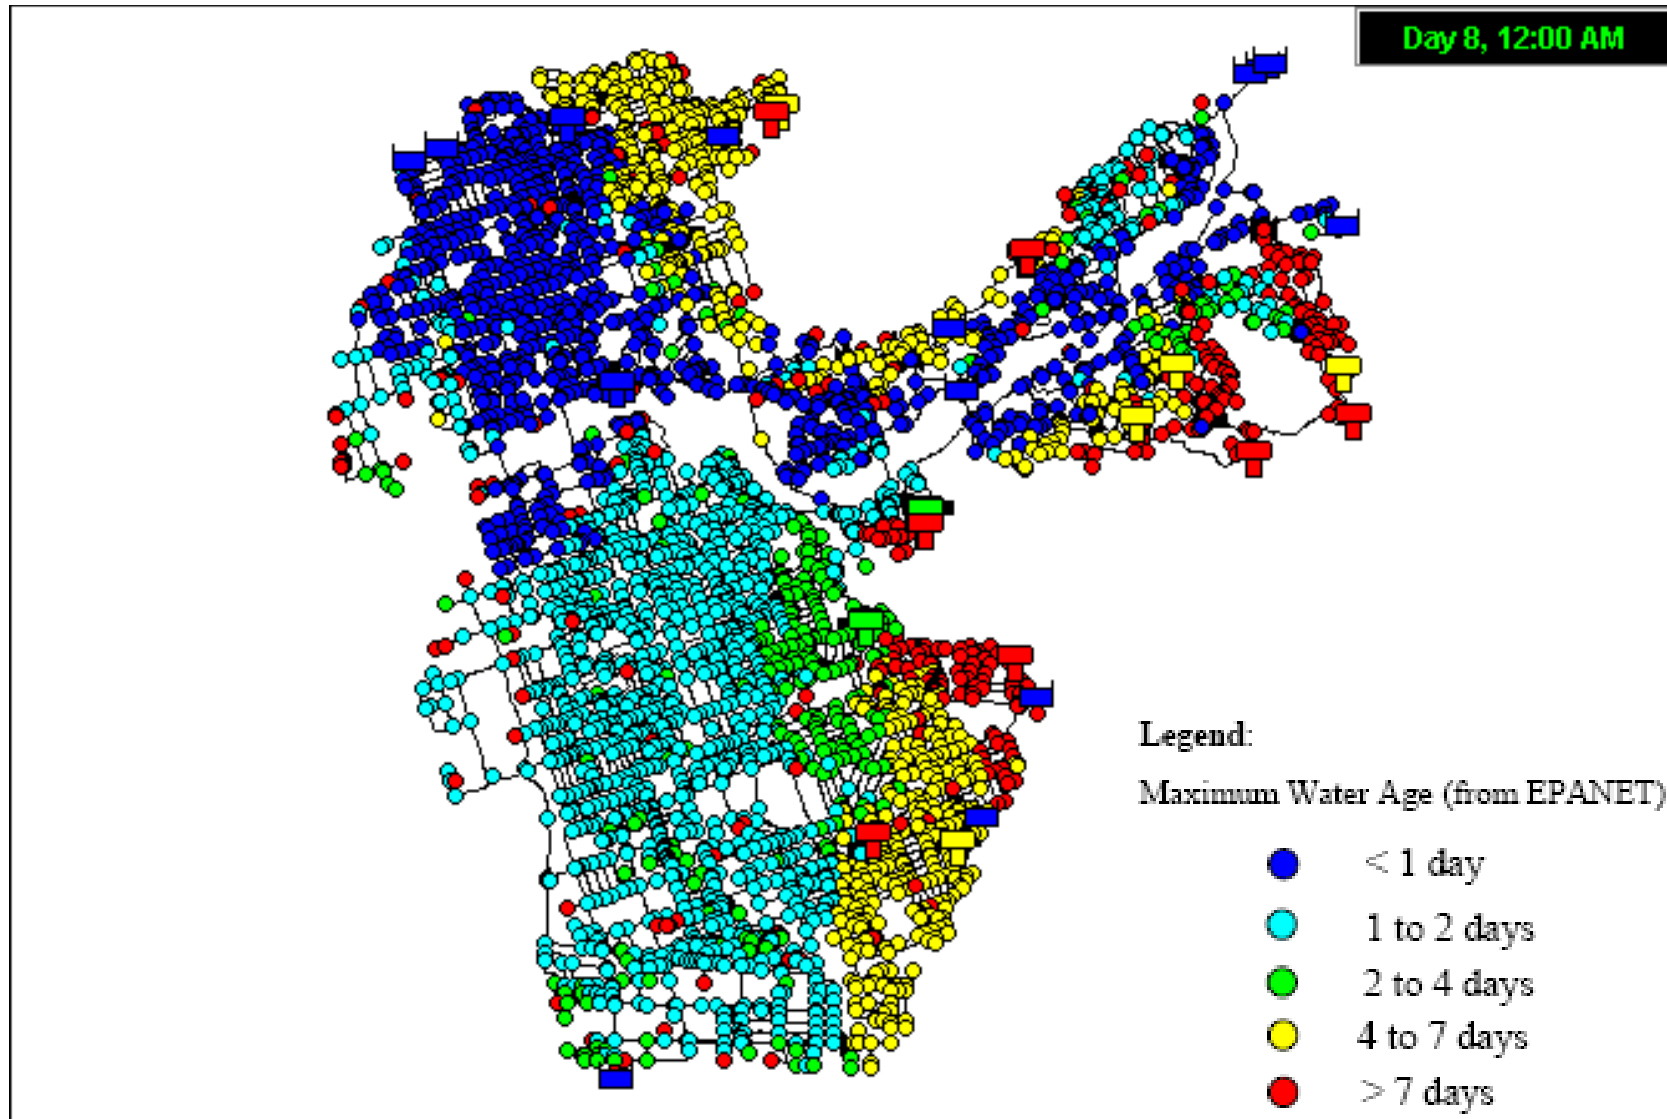 Day 8, 12:00 AM
Legend:
Maximum Water Age (from EPANET)
< 1 day
1 to 2 days
2 to 4 days
4 to 7 days
> 7 days